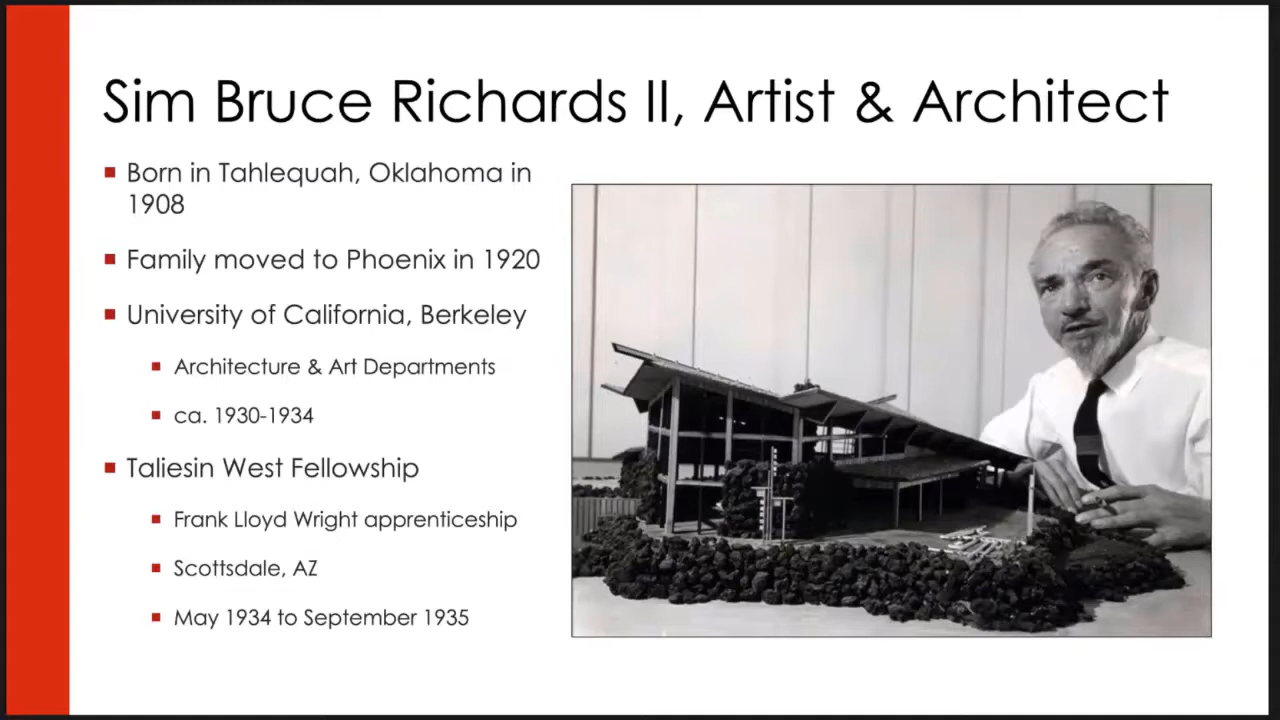 Sim Bruce Richards II, Artist & Architect
Born in Tahlequah, Oklahoma in
1908
Family moved to Phoenix in 1920
University of California, Berkeley
Architecture & Art Departments
ca. 1930-1934
Taliesin West Fellowship
Frank Lloyd Wright apprenticeship
Scottsdale, AZ
May 1934 to September 1935